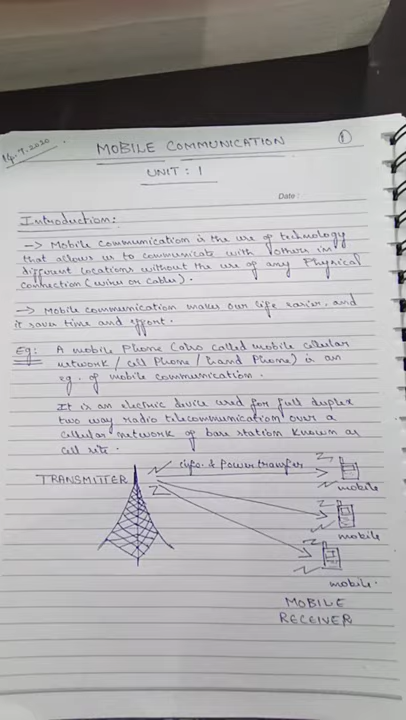 14.7.2020
MOBILE COMMUNICATION
1
UNIT: 1
Date:
Introduction:
-> Mobile communication is the use of technology
that allows us to communicate with others in
different locations without the use of any Physical
connection (wires or cables).
-> Mobile communication makes our life easier, and
it saves time and effort.
Eg: A mobile Phone (also called mobile cellular
network / cell Phone / hand Phone) is an
eg. of mobile communication.
It is an electric device used for full duplex
two way radio telecommunication over a
cellular network of base station known as
cell site.
TRANSMITTER
info. & power transfer
mobile
mobile
mobile.
MOBILE
RECEIVER